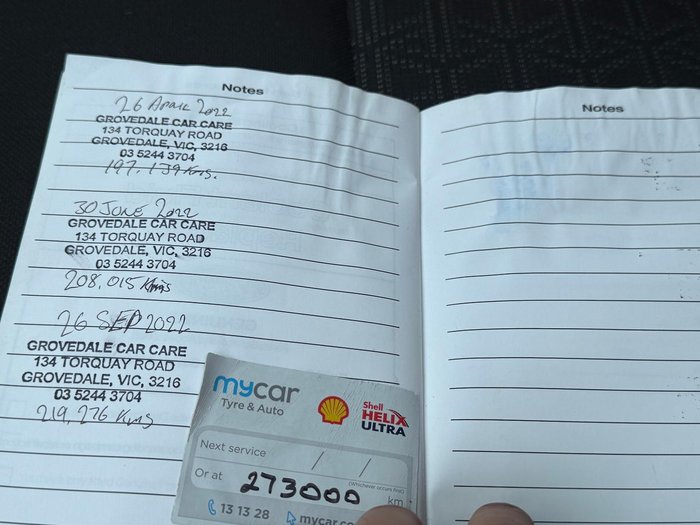 Notes
26 April 2022
GROVEDALE CAR CARE
134 TORQUAY ROAD
GROVEDALE, VIC, 3216
03 5244 3704
197,139 Kms.
30 June 2022
GROVEDALE CAR CARE
134 TORQUAY ROAD
GROVEDALE, VIC, 3216
03 5244 3704
208,015 Kms
26 SEP 2022
GROVEDALE CAR CARE
134 TORQUAY ROAD
GROVEDALE, VIC, 3216
03 5244 3704
219,276 Kms
mycar
Tyre & Auto
Shell
HELIX
ULTRA
Next service / /
(Whichever occurs first)
Or at 273000 km
13 13 28 mycar.co
Notes